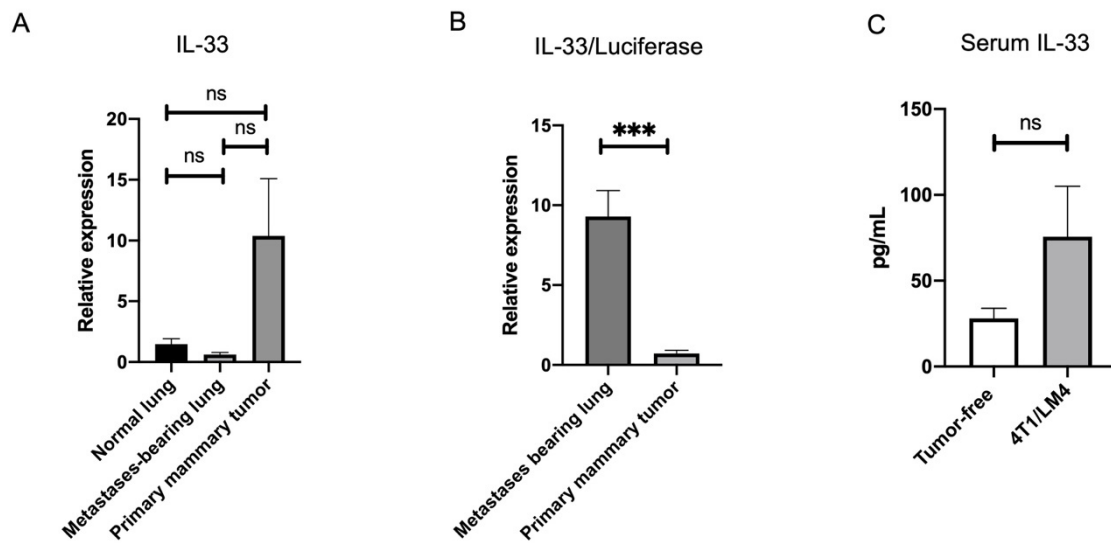 A
IL-33
ns
ns
ns
20
15
10
5
0
Relative expression
Normal lung
Metastases-bearing lung
Primary mammary tumor
B
IL-33/Luciferase
***
15
10
5
0
Relative expression
Metastases bearing lung
Primary mammary tumor
C
Serum IL-33
ns
150
100
50
0
pg/mL
Tumor-free
4T1/LM4